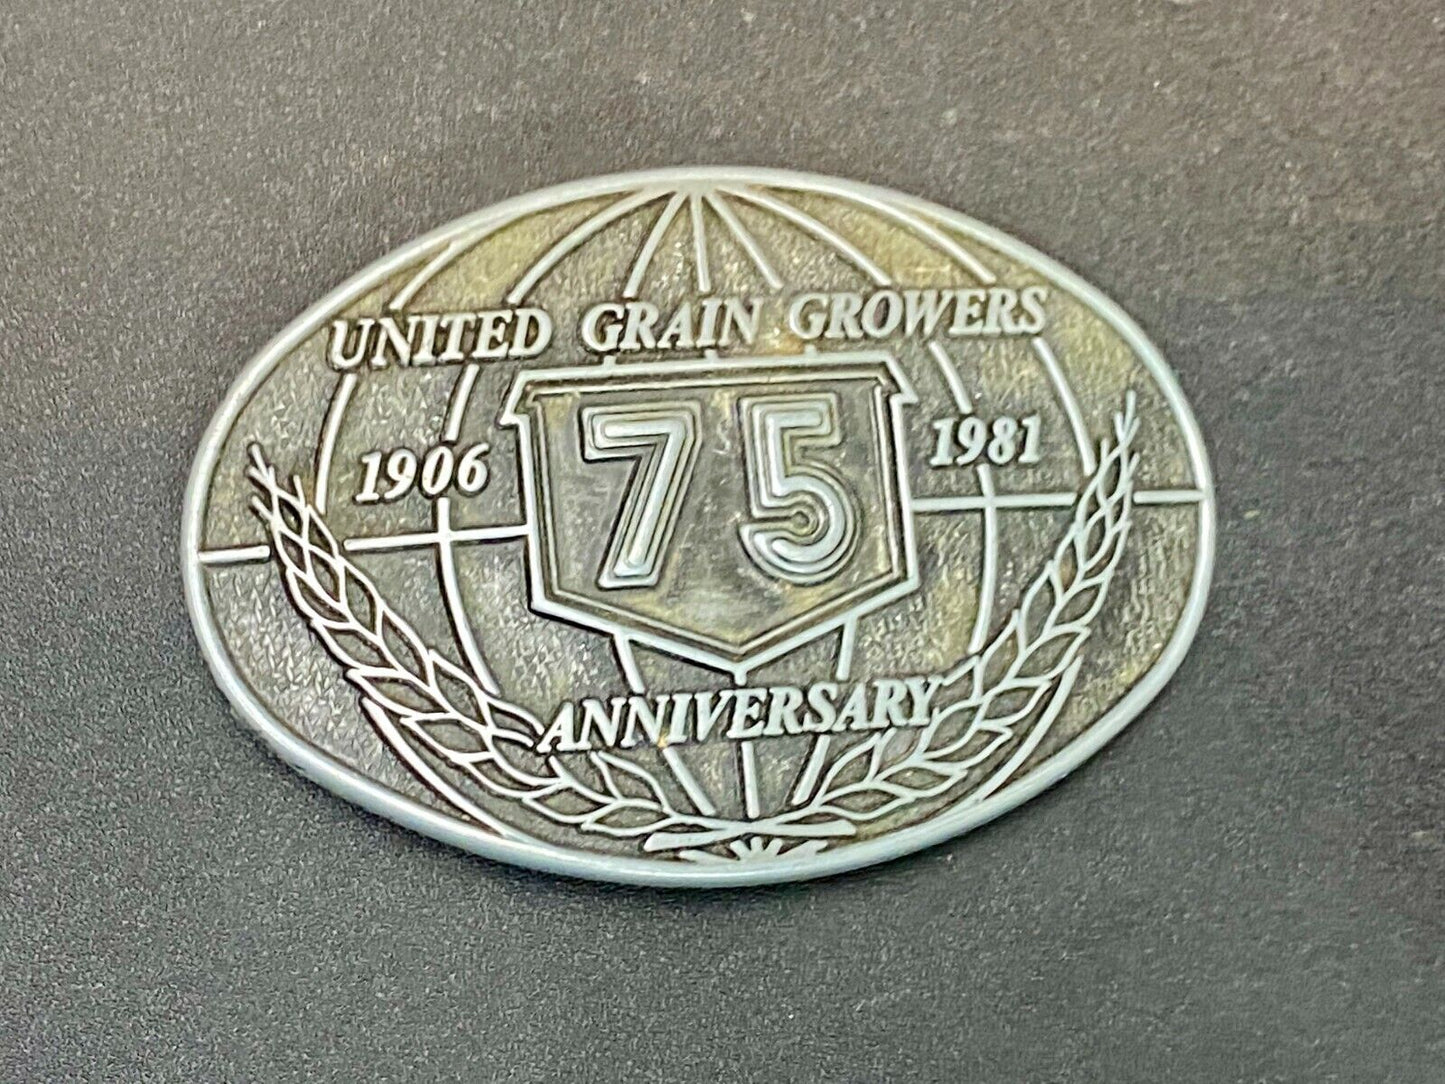 UNITED GRAIN GROWERS
1906 75 1981
ANNIVERSARY